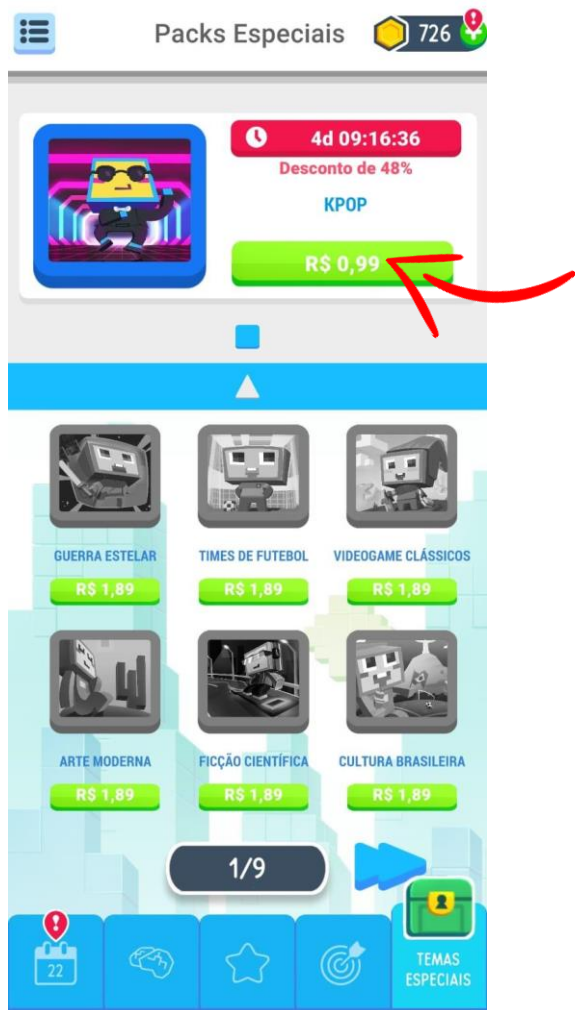 Packs Especiais
726
4d 09:16:36
Desconto de 48%
KPOP
R$ 0,99
GUERRA ESTELAR
TIMES DE FUTEBOL
VIDEOGAME CLÁSSICOS
R$ 1,89
R$ 1,89
R$ 1,89
ARTE MODERNA
FICÇÃO CIENTÍFICA
CULTURA BRASILEIRA
R$ 1,89
R$ 1,89
R$ 1,89
1/9
22
TEMAS
ESPECIAIS